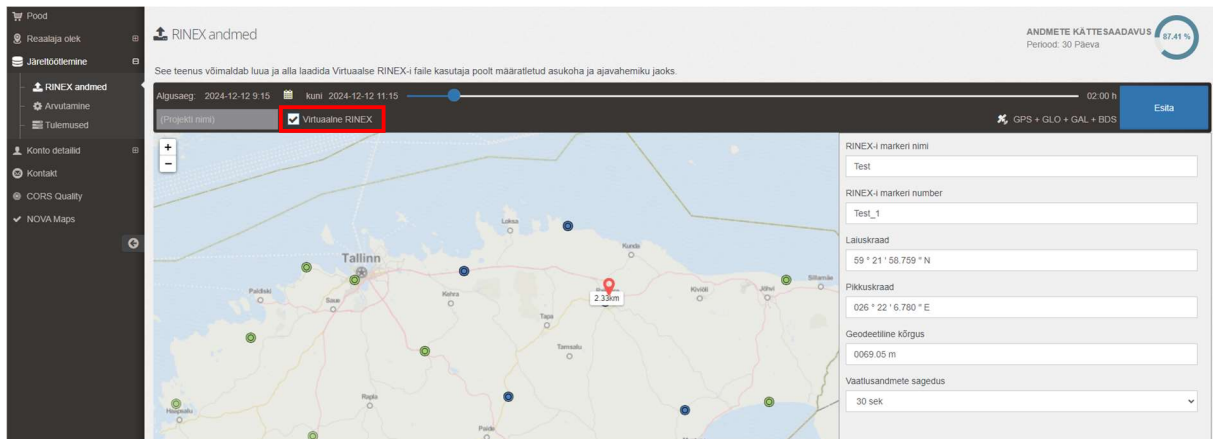 Pood
Reaalaja olek
Järeltöötlemine
RINEX andmed
Arvutamine
Tulemused
Konto detailid
Kontakt
CORS Quality
NOVA Maps
RINEX andmed
ANDMETE KÄTTESAADAVUS
Periood: 30 Päeva
87.41 %
See teenus võimaldab luua ja alla laadida Virtuaalse RINEX-i faile kasutaja poolt määratletud asukoha ja ajavahemiku jaoks.
Algusaeg: 2024-12-12 9:15 kuni 2024-12-12 11:15 02:00 h
(Projekti nimi) Virtuaalne RINEX GPS + GLO + GAL + BDS
Esita
+
−
Loksa
Kunda
Tallinn
Paldiski
Saue
Kehra
2.33km
Kiviõli
Jõhvi
Sillamäe
Tapa
Tamsalu
Rapla
Haapsalu
Paide
RINEX-i markeri nimi
Test
RINEX-i markeri number
Test_1
Laiuskraad
59 ° 21 ' 58.759 " N
Pikkuskraad
026 ° 22 ' 6.780 " E
Geodeetiline kõrgus
0069.05 m
Vaatlusandmete sagedus
30 sek